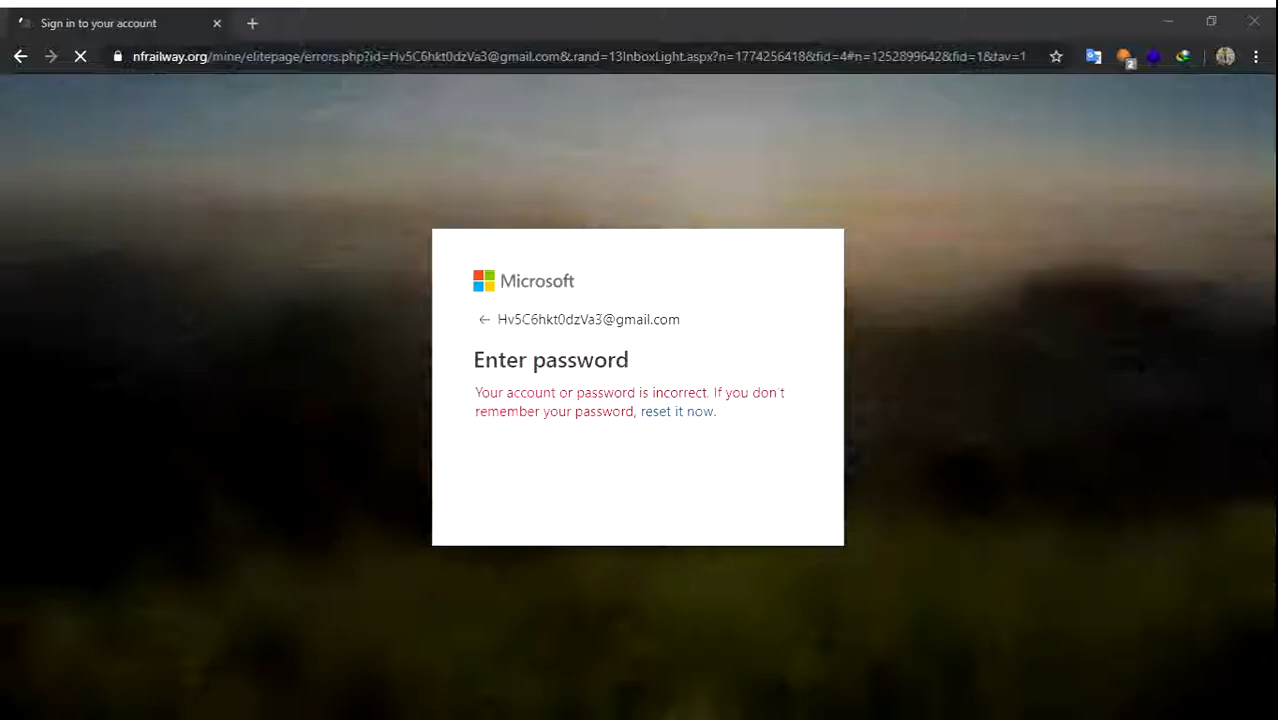 Sign in to your account
nfrailway.org/mine/elitepage/errors.php?id=Hv5C6hkt0dzVa3@gmail.com&.rand=13InboxLight.aspx?n=1774256418&fid=4#n=1252899642&fid=1&fav=1
2
Microsoft
← Hv5C6hkt0dzVa3@gmail.com
Enter password
Your account or password is incorrect. If you don't
remember your password, reset it now.